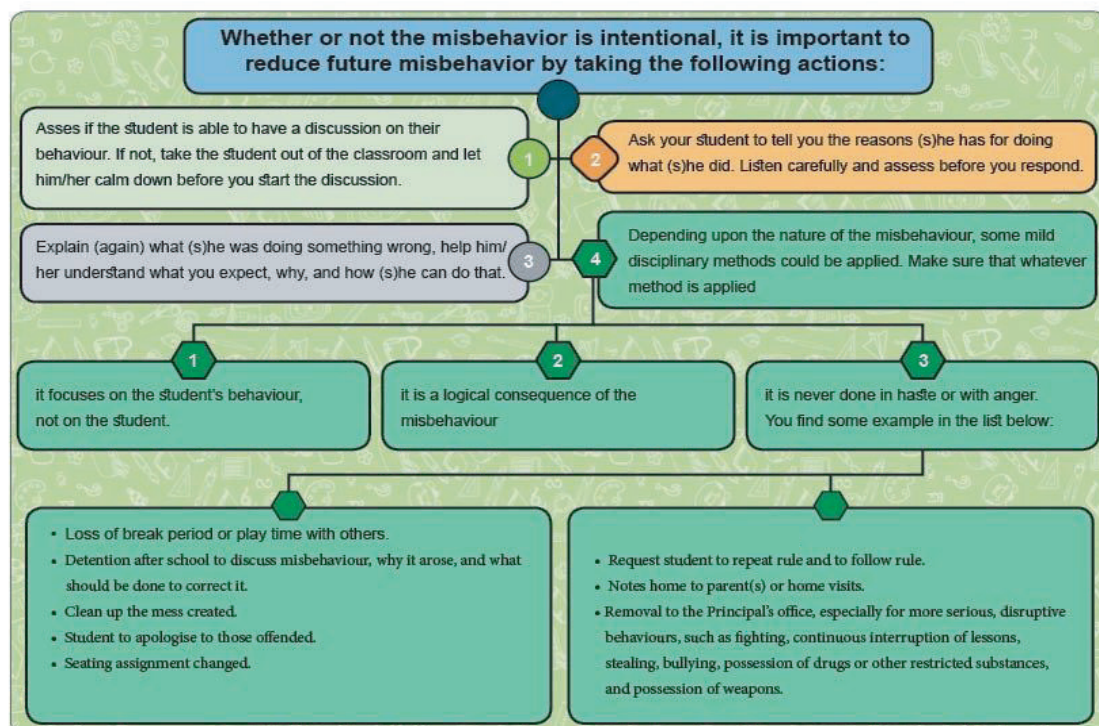 Whether or not the misbehavior is intentional, it is important to
reduce future misbehavior by taking the following actions:
Asses if the student is able to have a discussion on their
behaviour. If not, take the student out of the classroom and let
him/her calm down before you start the discussion.
1
2
Ask your student to tell you the reasons (s)he has for doing
what (s)he did. Listen carefully and assess before you respond.
Explain (again) what (s)he was doing something wrong, help him/
her understand what you expect, why, and how (s)he can do that.
3
4
Depending upon the nature of the misbehaviour, some mild
disciplinary methods could be applied. Make sure that whatever
method is applied
1
it focuses on the student's behaviour,
not on the student.
2
it is a logical consequence of the
misbehaviour
3
it is never done in haste or with anger.
You find some example in the list below:
• Loss of break period or play time with others.
• Detention after school to discuss misbehaviour, why it arose, and what
should be done to correct it.
• Clean up the mess created.
• Student to apologise to those offended.
• Seating assignment changed.
• Request student to repeat rule and to follow rule.
• Notes home to parent(s) or home visits.
• Removal to the Principal's office, especially for more serious, disruptive
behaviours, such as fighting, continuous interruption of lessons,
stealing, bullying, possession of drugs or other restricted substances,
and possession of weapons.